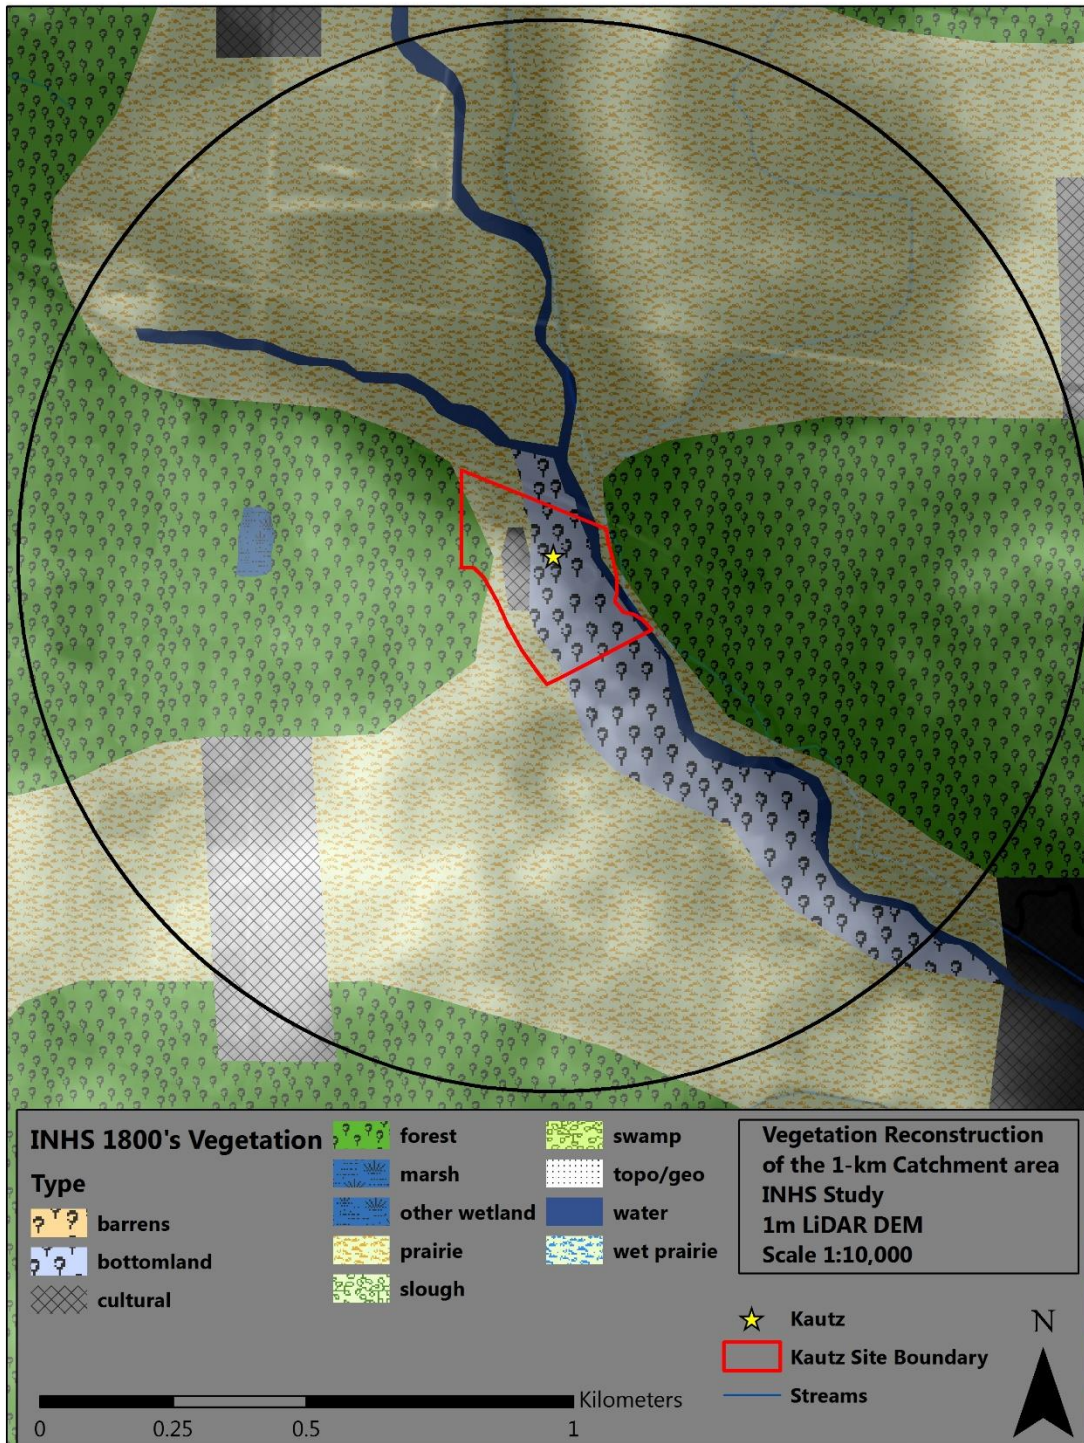 INHS 1800's Vegetation
Type
barrens
bottomland
cultural
forest
marsh
other wetland
prairie
slough
swamp
topo/geo
water
wet prairie
Vegetation Reconstruction
of the 1-km Catchment area
INHS Study
1m LiDAR DEM
Scale 1:10,000
Kautz
Kautz Site Boundary
Streams
N
Kilometers
0 0.25 0.5 1